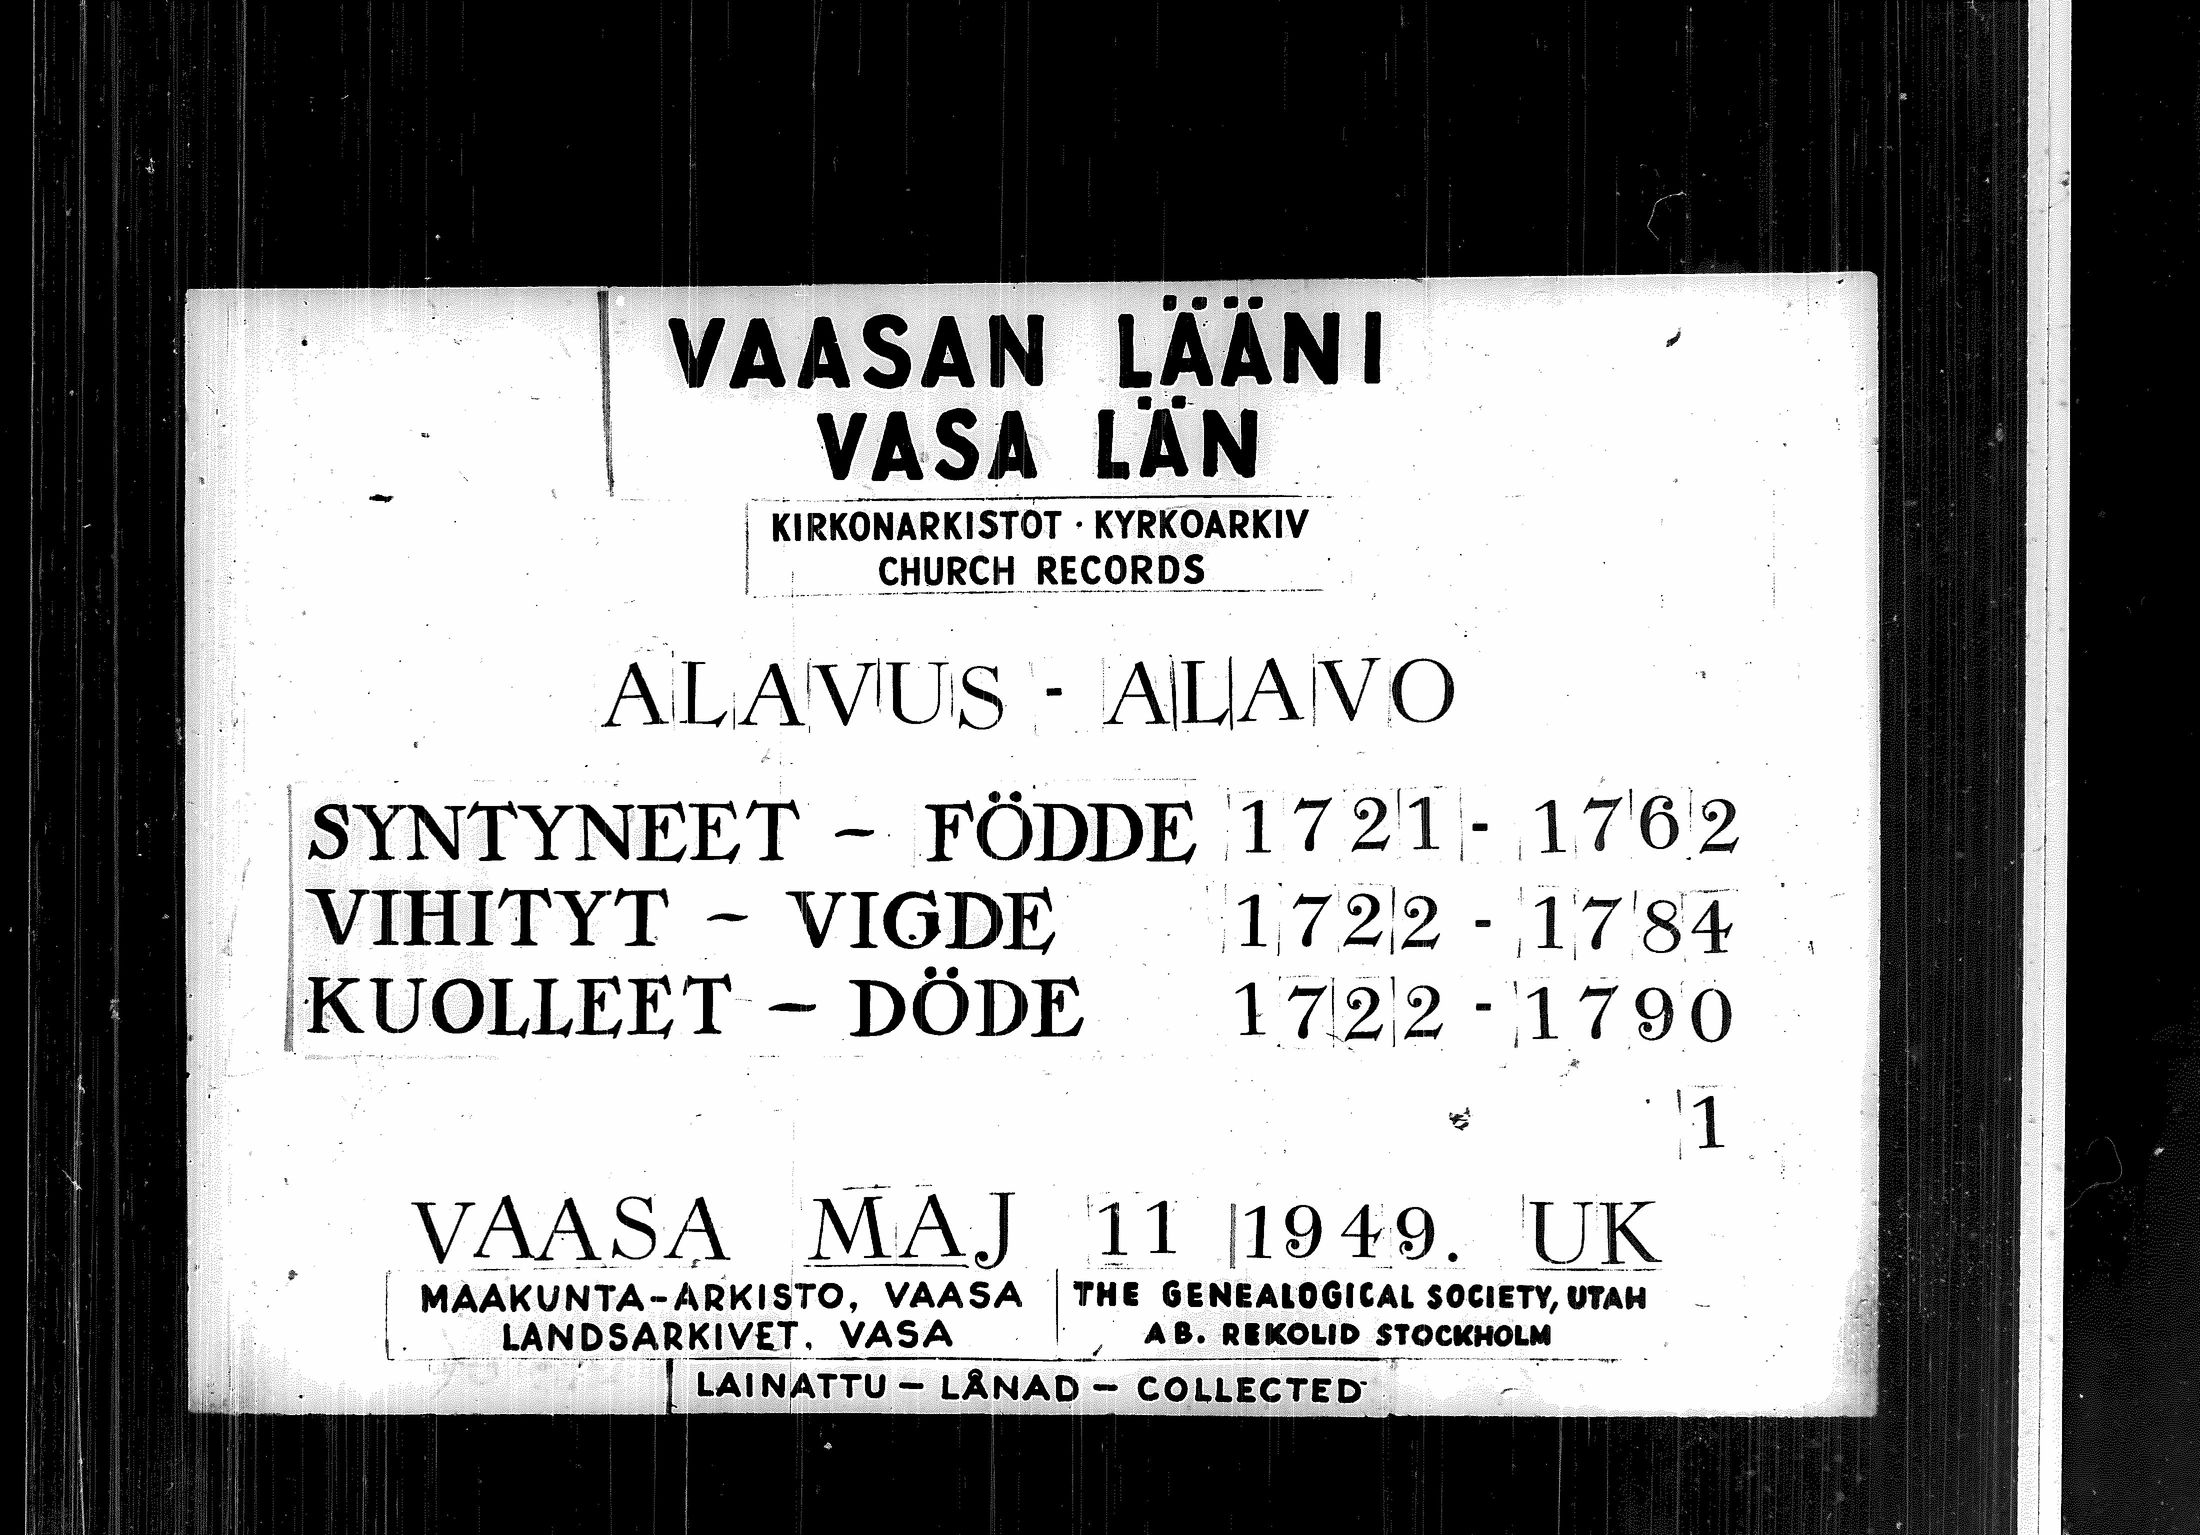 VAASAN LÄÄNI
VASA LÄN
KIRKONARKISTOT · KYRKOARKIV
CHURCH RECORDS
ALAVUS - ALAVO
SYNTYNEET - FÖDDE 1721 - 1762
VIHITYT - VIGDE 1722 - 1784
KUOLLEET - DÖDE 1722 - 1790
1
VAASA MAJ 11 1949. UK
MAAKUNTA-ARKISTO, VAASA
LANDSARKIVET, VASA
THE GENEALOGICAL SOCIETY, UTAH
AB. REKOLID STOCKHOLM
LAINATTU - LÅNAD - COLLECTED